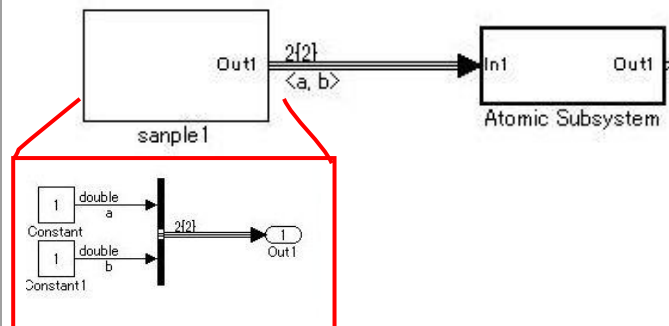 Out1
2{2}
<a, b>
In1
Out1
sanple1
Atomic Subsystem
1
double
a
Constant
2{2}
1
Out1
1
double
b
Constant1